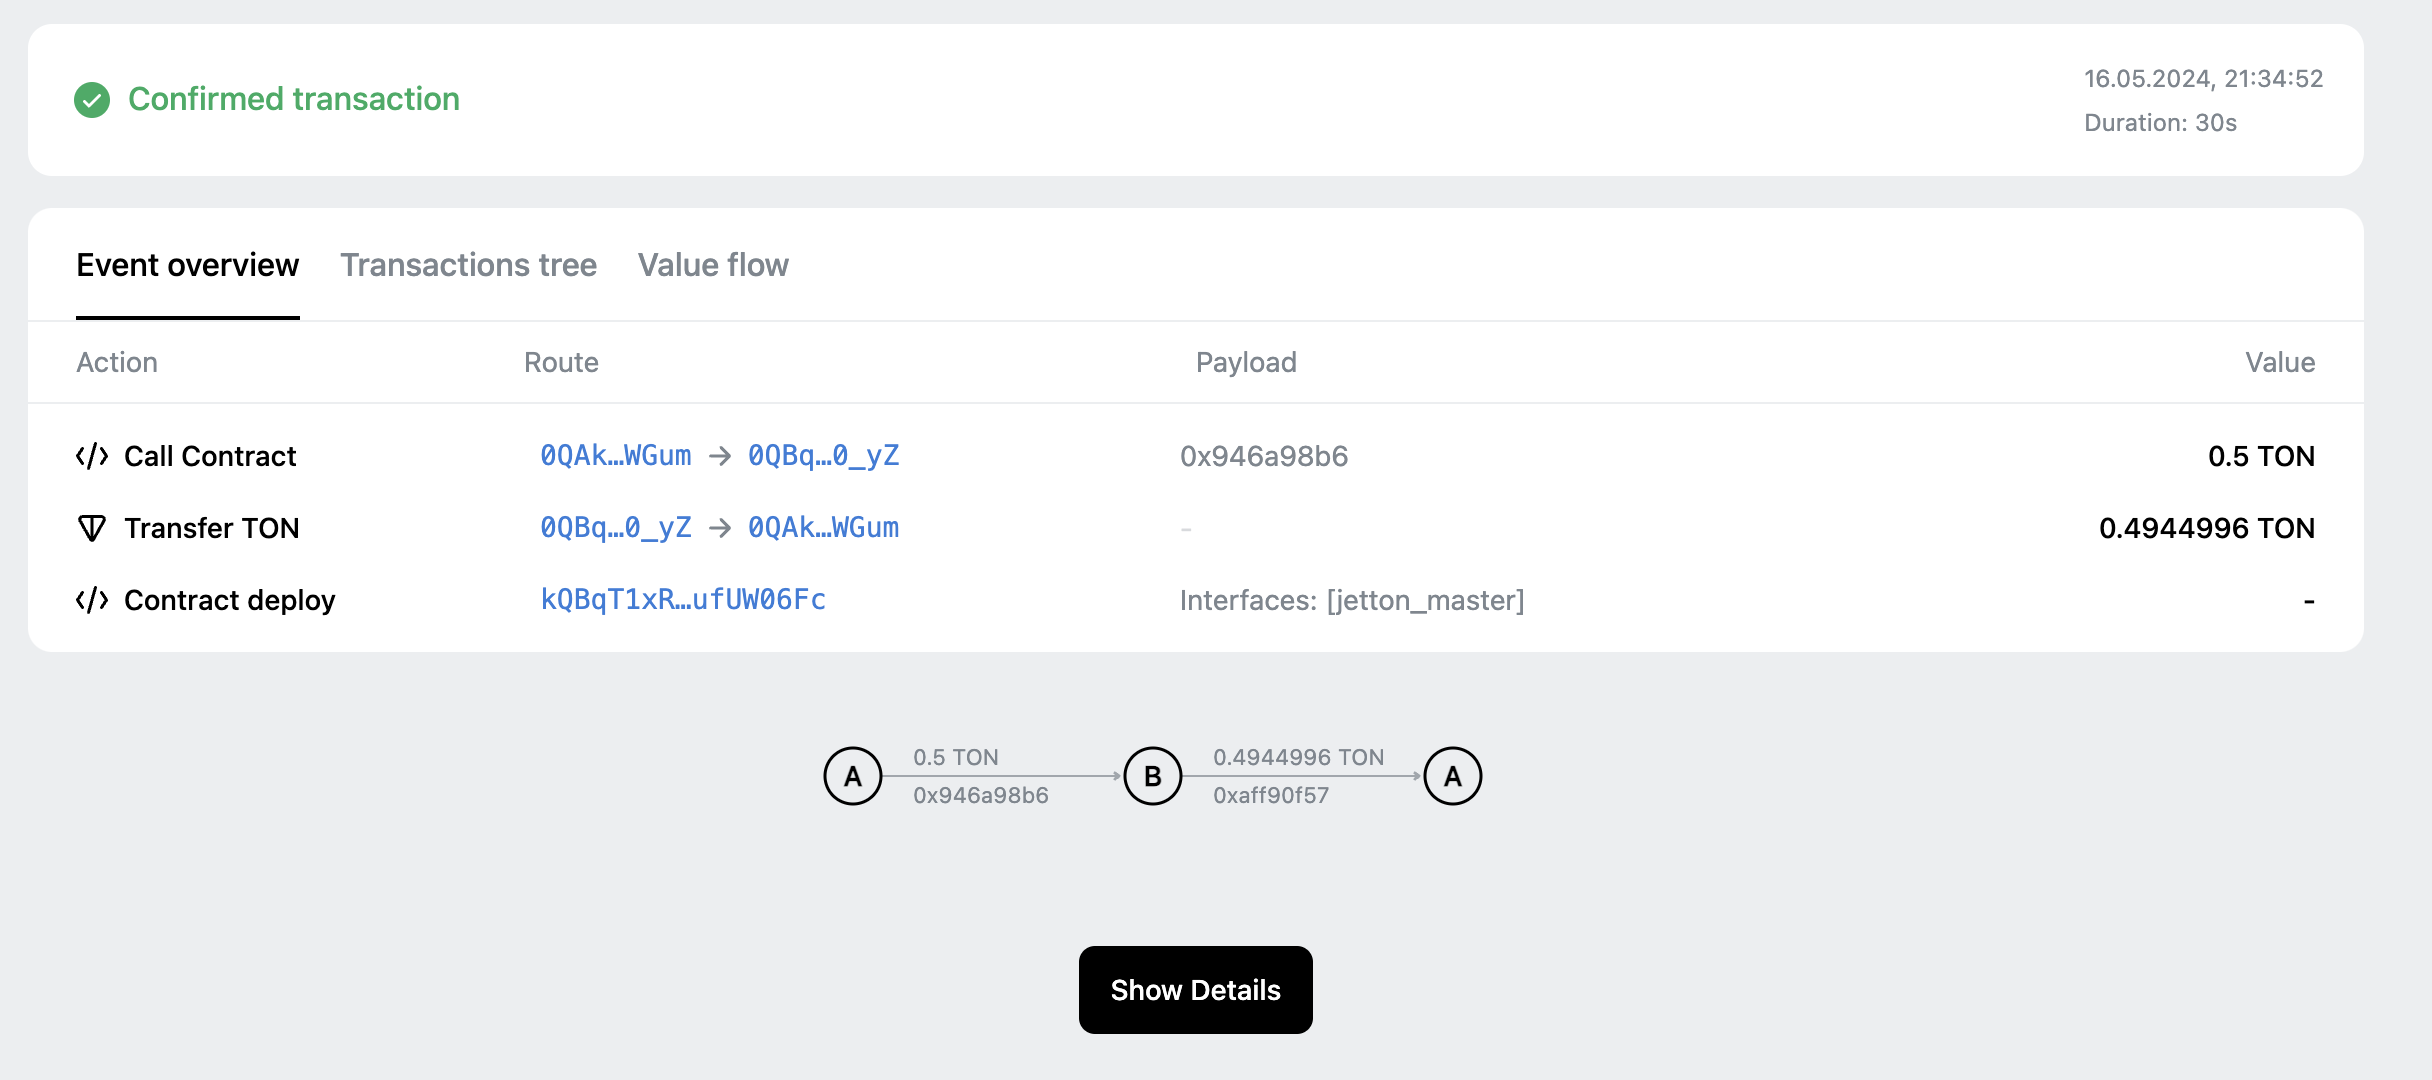 Confirmed transaction
16.05.2024, 21:34:52
Duration: 30s
Event overview Transactions tree Value flow
Action Route Payload Value
Call Contract 0QAk…WGum → 0QBq…0_yZ 0x946a98b6 0.5 TON
Transfer TON 0QBq…0_yZ → 0QAk…WGum - 0.4944996 TON
Contract deploy kQBqT1xR…ufUW06Fc Interfaces: [jetton_master] -
0.5 TON 0.4944996 TON
A B A
0x946a98b6 0xaff90f57
Show Details